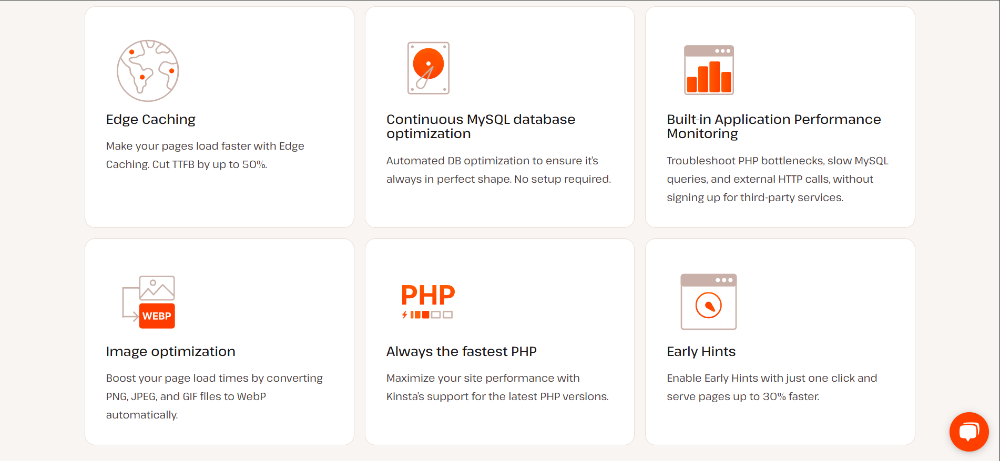 Edge Caching
Make your pages load faster with Edge
Caching. Cut TTFB by up to 50%.
Continuous MySQL database
optimization
Automated DB optimization to ensure it's
always in perfect shape. No setup required.
Built-in Application Performance
Monitoring
Troubleshoot PHP bottlenecks, slow MySQL
queries, and external HTTP calls, without
signing up for third-party services.
WEBP
Image optimization
Boost your page load times by converting
PNG, JPEG, and GIF files to WebP
automatically.
PHP
Always the fastest PHP
Maximize your site performance with
Kinsta's support for the latest PHP versions.
Early Hints
Enable Early Hints with just one click and
serve pages up to 30% faster.